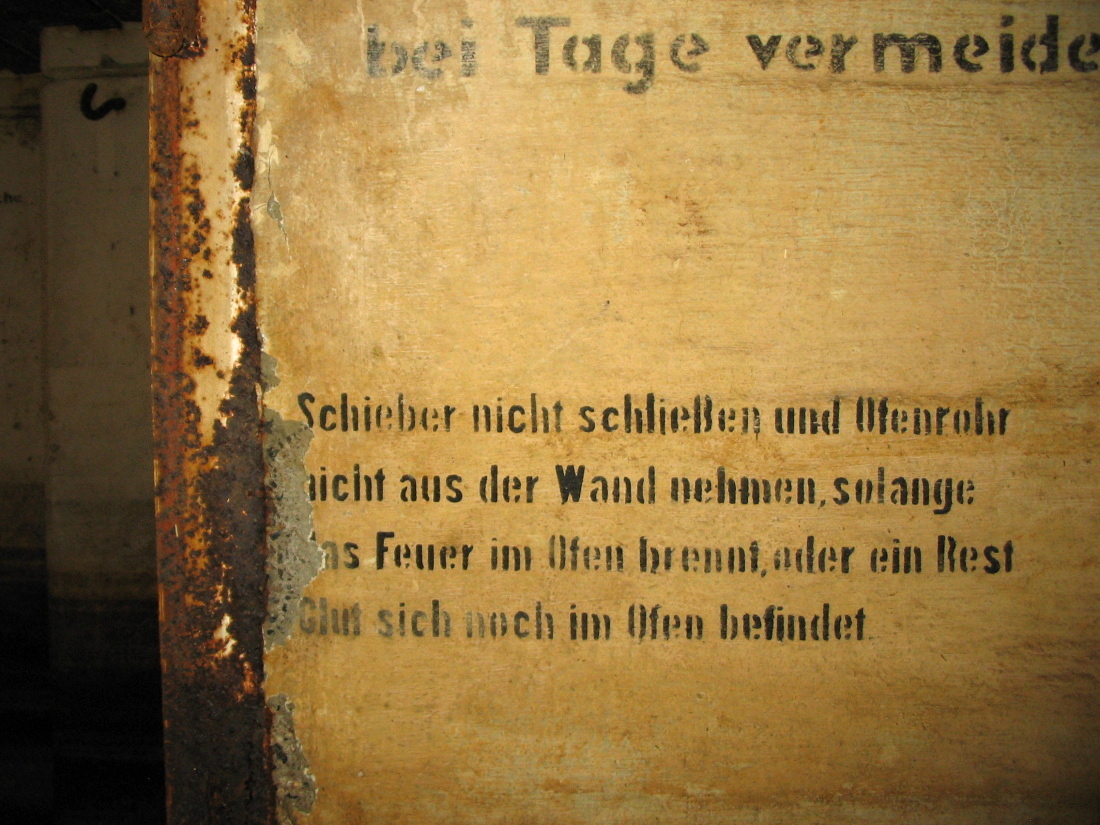 bei Tage vermeide
Schieber nicht schließen und Ofenrohr
nicht aus der Wand nehmen, solange
das Feuer im Ofen brennt, oder ein Rest
Glut sich noch im Ofen befindet.